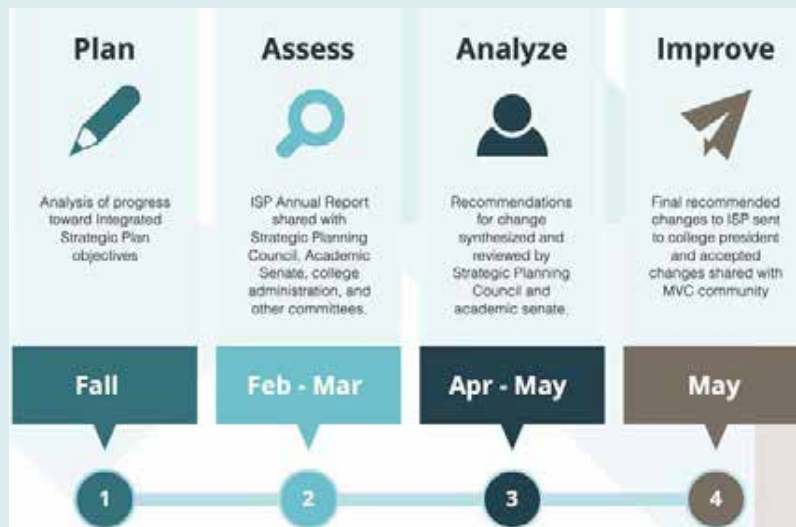 Plan
Analysis of progress
toward Integrated
Strategic Plan
objectives
Fall
1
Assess
ISP Annual Report
shared with
Strategic Planning
Council, Academic
Senate, college
administration, and
other committees.
Feb - Mar
2
Analyze
Recommendations
for change
synthesized and
reviewed by
Strategic Planning
Council and
academic senate.
Apr - May
3
Improve
Final recommended
changes to ISP sent
to college president
and accepted
changes shared with
MVC community
May
4